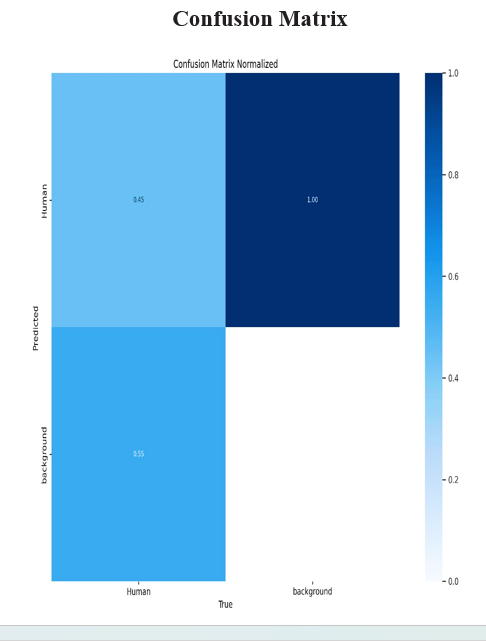 Confusion Matrix
Confusion Matrix Normalized
1.0
0.8
0.6
0.4
0.2
0.0
Human
Predicted
background
0.45
1.00
0.55
Human
background
True